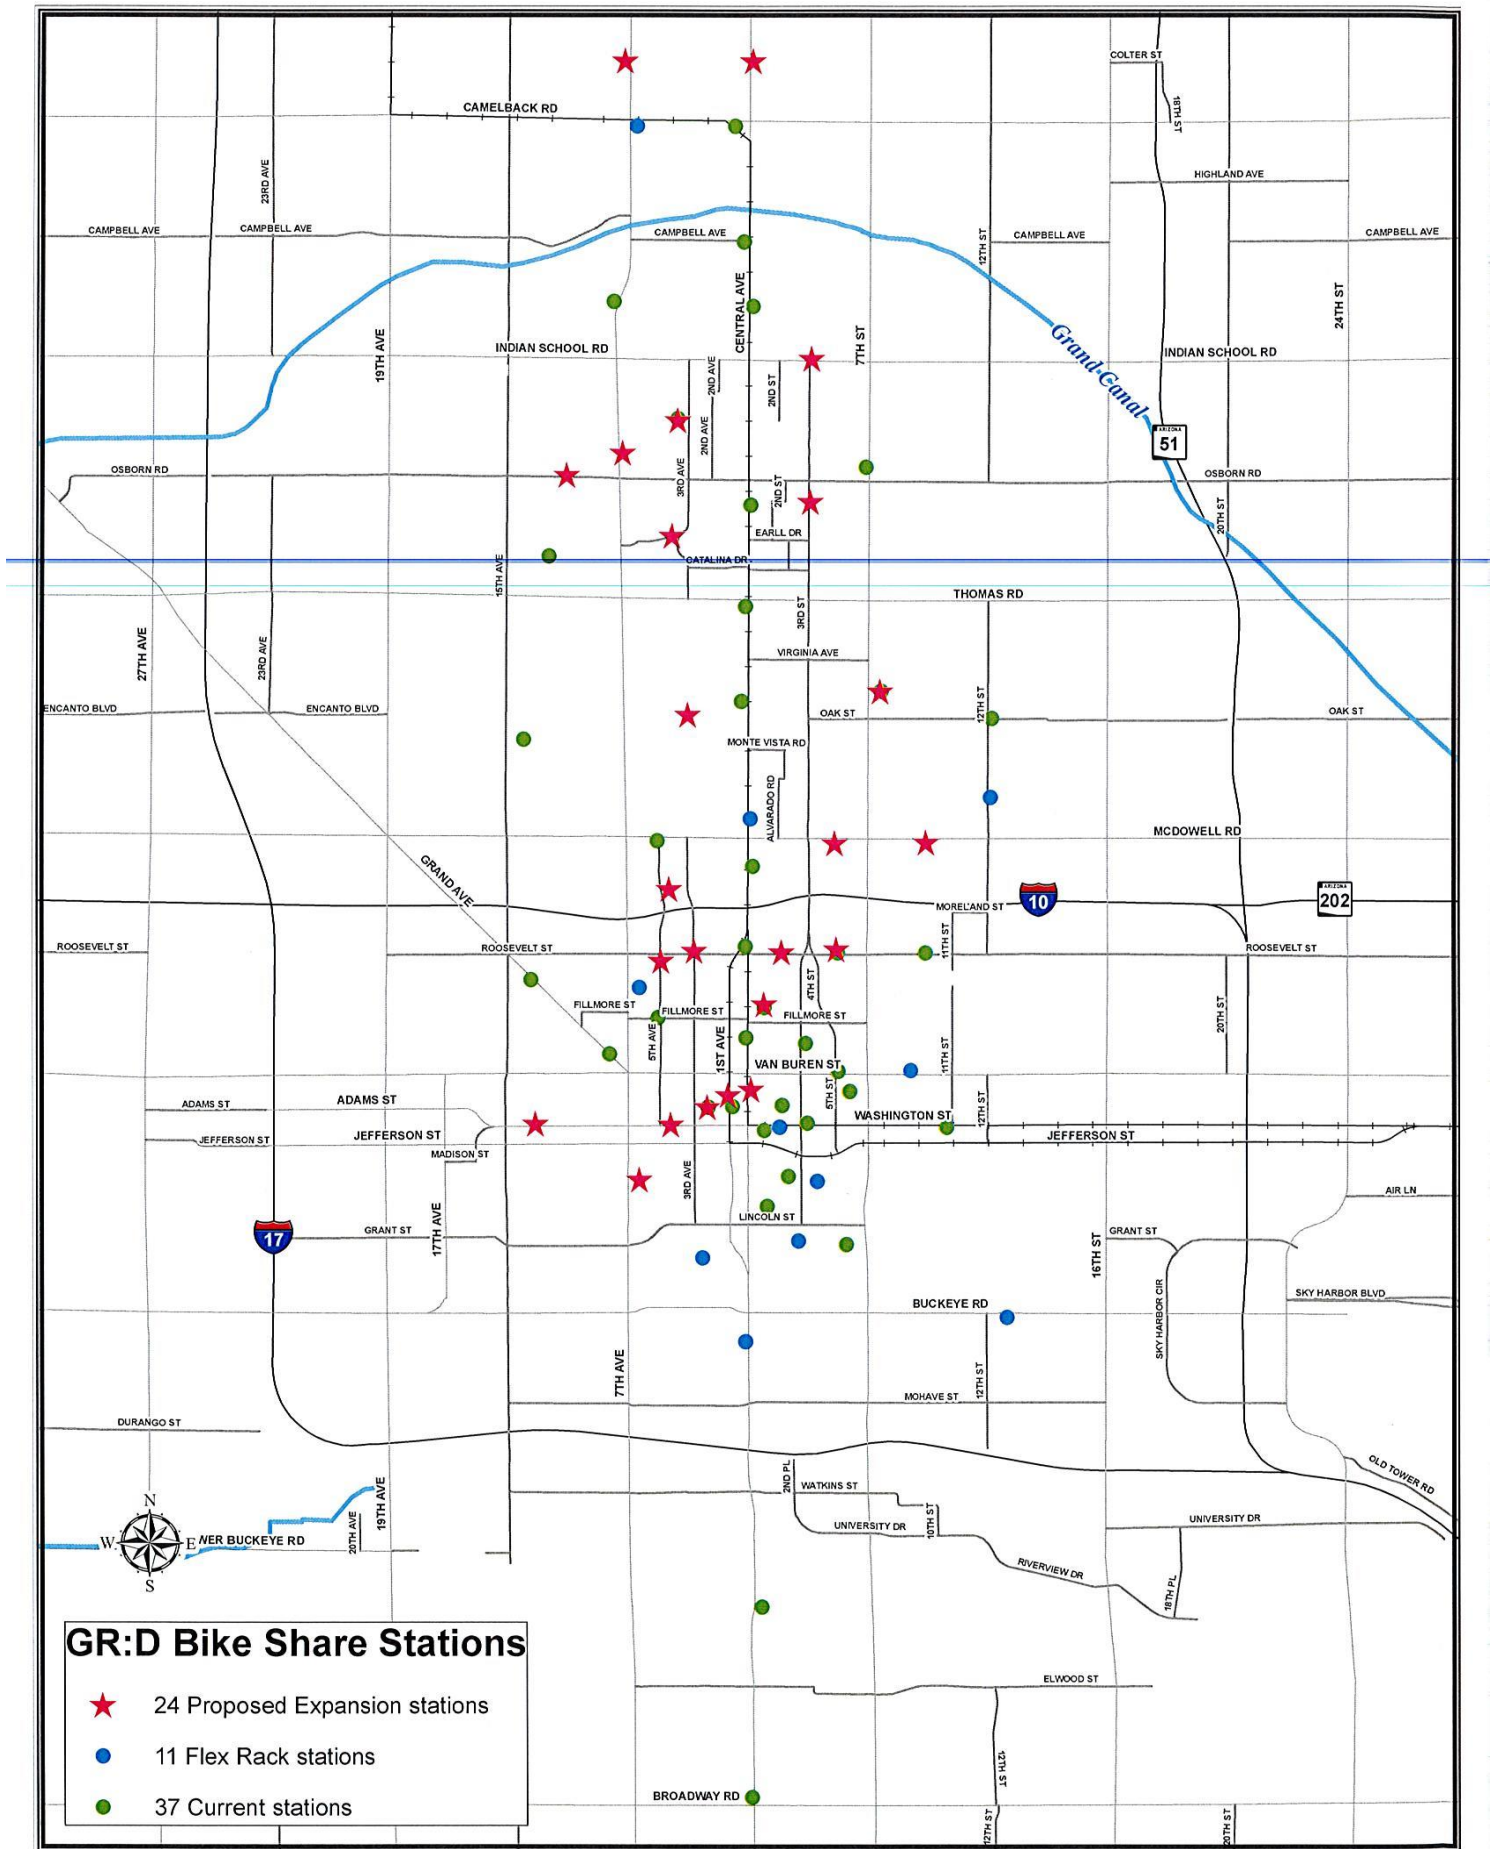 COLTER ST
CAMELBACK RD
18TH ST
23RD AVE
HIGHLAND AVE
CAMPBELL AVE
CAMPBELL AVE
CAMPBELL AVE
12TH ST
CAMPBELL AVE
CAMPBELL AVE
CENTRAL AVE
24TH ST
19TH AVE
INDIAN SCHOOL RD
7TH ST
Grand Canal
INDIAN SCHOOL RD
2ND AVE
2ND ST
2ND AVE
ARIZONA
51
OSBORN RD
3RD AVE
2ND ST
OSBORN RD
20TH ST
EARLL DR
CATALINA DR
15TH AVE
THOMAS RD
3RD ST
27TH AVE
23RD AVE
VIRGINIA AVE
12TH ST
ENCANTO BLVD
ENCANTO BLVD
OAK ST
OAK ST
MONTE VISTA RD
ALVARADO RD
MCDOWELL RD
GRAND AVE
10
ARIZONA
202
MORELAND ST
ROOSEVELT ST
ROOSEVELT ST
11TH ST
ROOSEVELT ST
4TH ST
FILLMORE ST
FILLMORE ST
FILLMORE ST
20TH ST
5TH AVE
1ST AVE
11TH ST
VAN BUREN ST
5TH ST
ADAMS ST
ADAMS ST
WASHINGTON ST
12TH ST
JEFFERSON ST
JEFFERSON ST
JEFFERSON ST
MADISON ST
3RD AVE
AIR LN
LINCOLN ST
17
GRANT ST
17TH AVE
GRANT ST
16TH ST
SKY HARBOR CIR
SKY HARBOR BLVD
BUCKEYE RD
7TH AVE
12TH ST
MOHAVE ST
DURANGO ST
OLD TOWER RD
2ND PL
WATKINS ST
19TH AVE
N
20TH AVE
10TH ST
UNIVERSITY DR
UNIVERSITY DR
W
E
WER BUCKEYE RD
S
RIVERVIEW DR
18TH PL
GR:D Bike Share Stations
24 Proposed Expansion stations
11 Flex Rack stations
37 Current stations
ELWOOD ST
12TH ST
BROADWAY RD
12TH ST
20TH ST